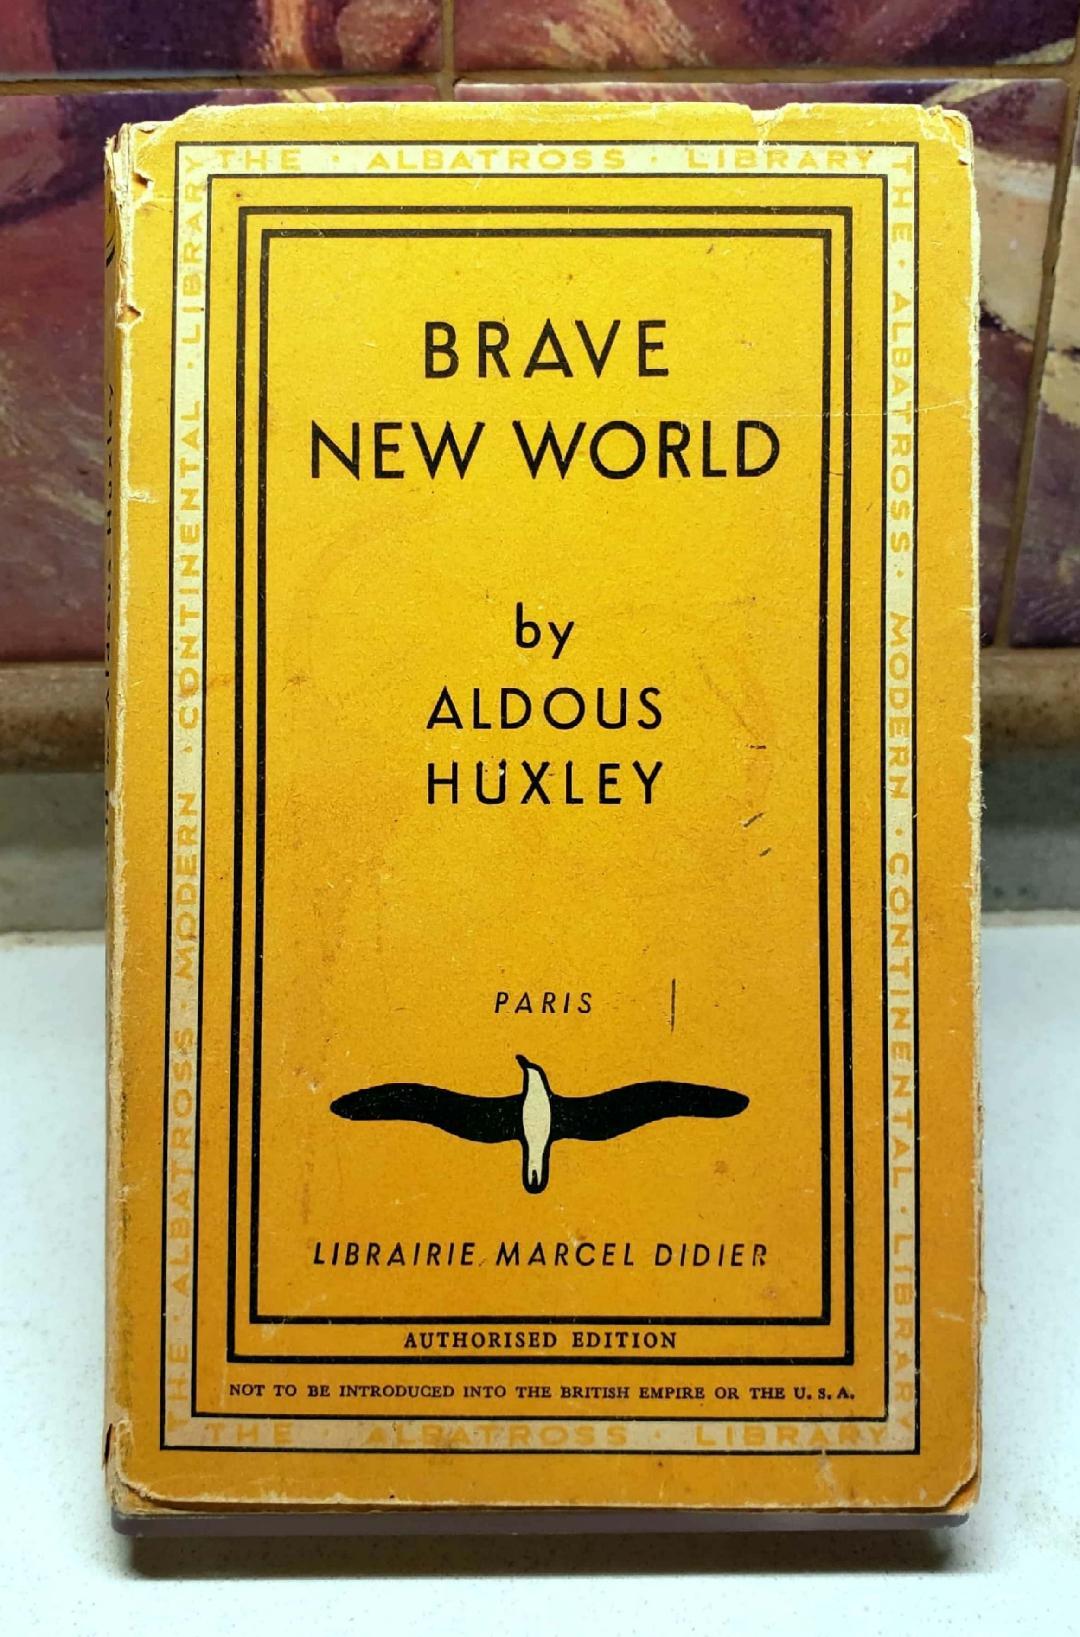 THE · ALBATROSS · LIBRARY
THE · ALBATROSS · MODERN · CONTINENTAL · LIBRARY
THE · ALBATROSS · MODERN · CONTINENTAL · LIBRARY
BRAVE
NEW WORLD
by
ALDOUS
HUXLEY
PARIS
LIBRAIRIE MARCEL DIDIER
AUTHORISED EDITION
NOT TO BE INTRODUCED INTO THE BRITISH EMPIRE OR THE U. S. A.
THE · ALBATROSS · LIBRARY